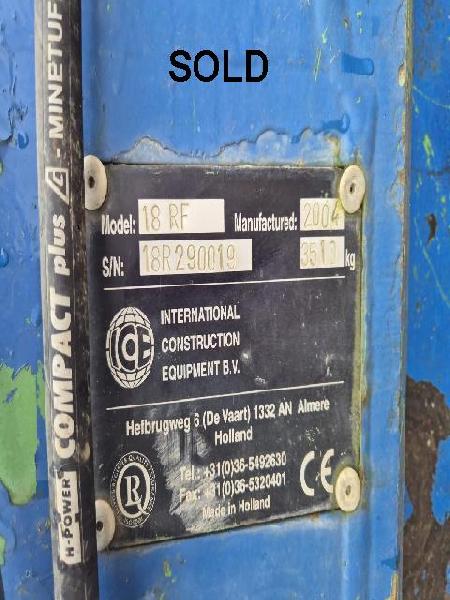 SOLD
H-POWER COMPACT plus - MINETUF
Model: 18 RF Manufactured: 2004
S/N: 18R290019 3510 kg
ICE
INTERNATIONAL
CONSTRUCTION
EQUIPMENT B.V.
Hefbrugweg 6 (De Vaart) 1332 AN Almere
Holland
Tel.: +31(0)36-5492630
Fax: +31(0)36-5320401
Made in Holland
CE